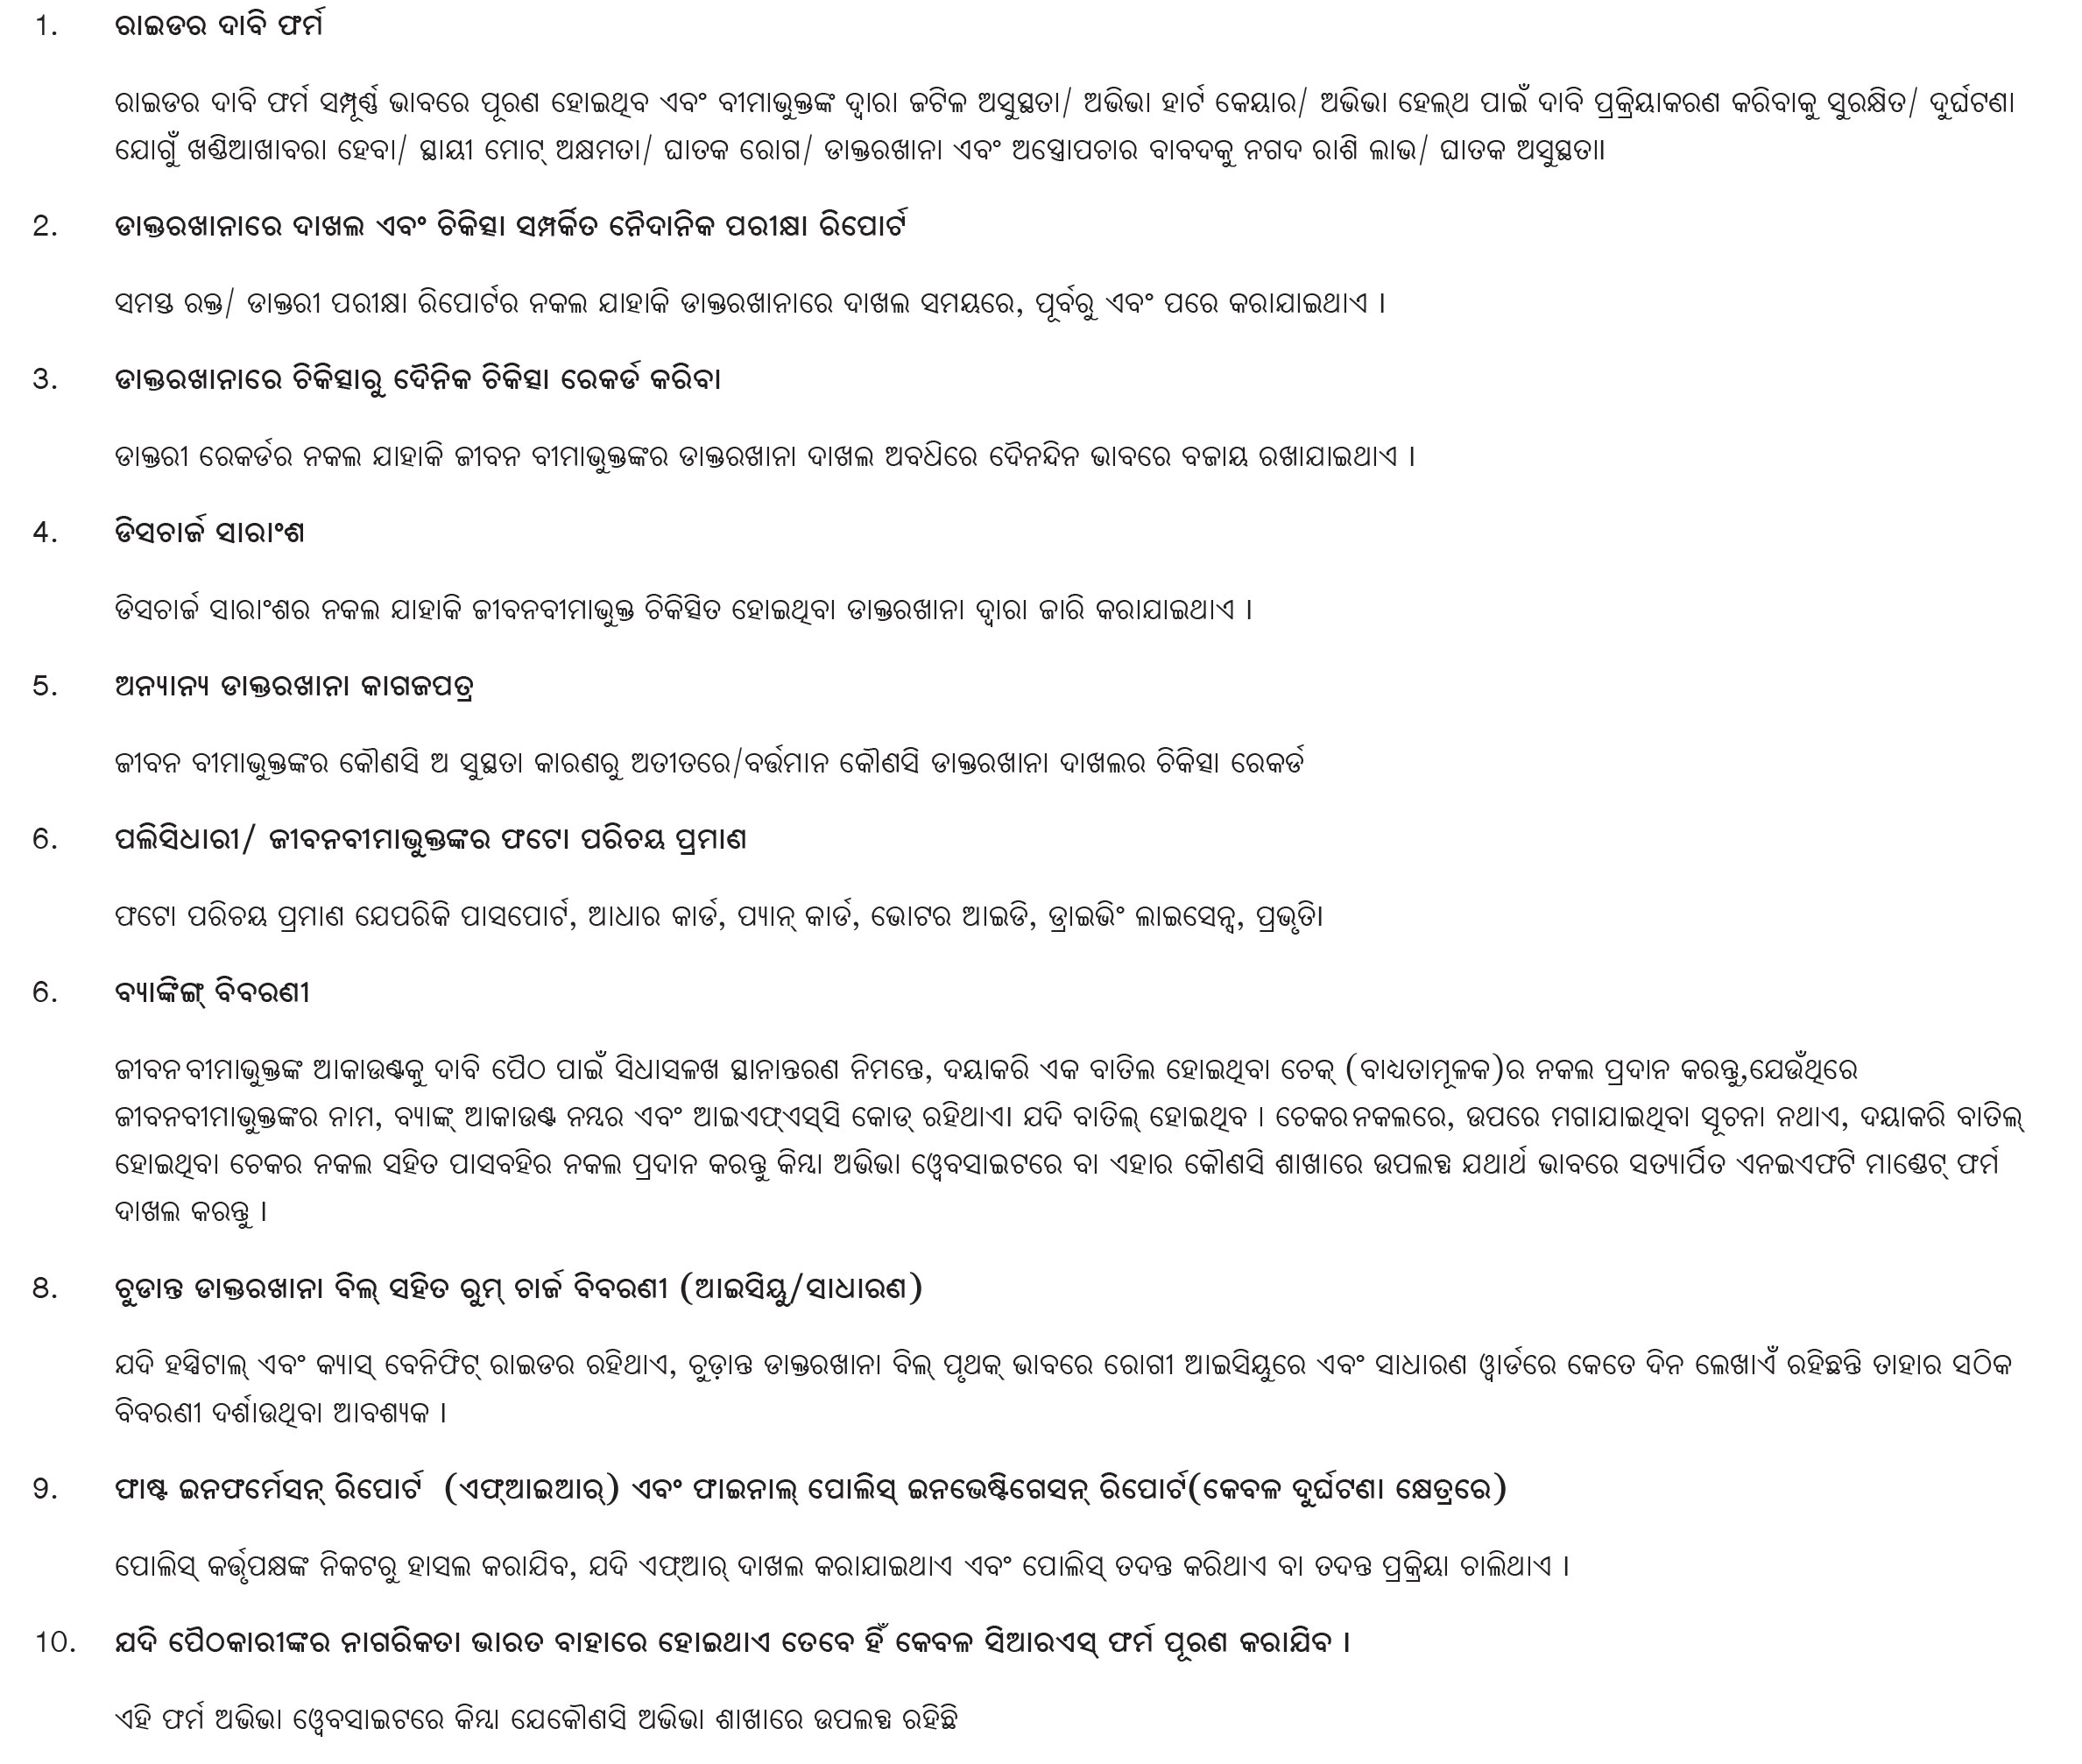 1. ରାଇଡର ଦାବି ଫର୍ମ
ରାଇଡର ଦାବି ଫର୍ମ ସମ୍ପୂର୍ଣ୍ଣ ଭାବରେ ପୂରଣ ହୋଇଥିବ ଏବଂ ବୀମାଭୁକ୍ତଙ୍କ ଦ୍ୱାରା ଜଟିଳ ଅସୁସ୍ଥତା/ ଅଭିଭା ହାର୍ଟ କେୟାର/ ଅଭିଭା ହେଲ୍‌ଥ ପାଇଁ ଦାବି ପ୍ରକ୍ରିୟାକରଣ କରିବାକୁ ସୁରକ୍ଷିତ/ ଦୁର୍ଘଟଣା
ଯୋଗୁଁ ଖଣ୍ଡିଆଖାବରା ହେବା/ ସ୍ଥାୟୀ ମୋଟ୍ ଅକ୍ଷମତା/ ଘାତକ ରୋଗ/ ଡାକ୍ତରଖାନା ଏବଂ ଅସ୍ତ୍ରୋପଚାର ବାବଦକୁ ନଗଦ ରାଶି ଲାଭ/ ଘାତକ ଅସୁସ୍ଥତା।
2. ଡାକ୍ତରଖାନାରେ ଦାଖଲ ଏବଂ ଚିକିତ୍ସା ସମ୍ପର୍କିତ ନୈଦାନିକ ପରୀକ୍ଷା ରିପୋର୍ଟ
ସମସ୍ତ ରକ୍ତ/ ଡାକ୍ତରୀ ପରୀକ୍ଷା ରିପୋର୍ଟର ନକଲ ଯାହାକି ଡାକ୍ତରଖାନାରେ ଦାଖଲ ସମୟରେ, ପୂର୍ବରୁ ଏବଂ ପରେ କରାଯାଇଥାଏ ।
3. ଡାକ୍ତରଖାନାରେ ଚିକିତ୍ସାରୁ ଦୈନିକ ଚିକିତ୍ସା ରେକର୍ଡ କରିବା
ଡାକ୍ତରୀ ରେକର୍ଡର ନକଲ ଯାହାକି ଜୀବନ ବୀମାଭୁକ୍ତଙ୍କର ଡାକ୍ତରଖାନା ଦାଖଲ ଅବଧିରେ ଦୈନନ୍ଦିନ ଭାବରେ ବଜାୟ ରଖାଯାଇଥାଏ ।
4. ଡିସଚାର୍ଜ ସାରାଂଶ
ଡିସଚାର୍ଜ ସାରାଂଶର ନକଲ ଯାହାକି ଜୀବନବୀମାଭୁକ୍ତ ଚିକିତ୍ସିତ ହୋଇଥିବା ଡାକ୍ତରଖାନା ଦ୍ୱାରା ଜାରି କରାଯାଇଥାଏ ।
5. ଅନ୍ୟାନ୍ୟ ଡାକ୍ତରଖାନା କାଗଜପତ୍ର
ଜୀବନ ବୀମାଭୁକ୍ତଙ୍କର କୌଣସି ଅ ସୁସ୍ଥତା କାରଣରୁ ଅତୀତରେ/ବର୍ତ୍ତମାନ କୌଣସି ଡାକ୍ତରଖାନା ଦାଖଲର ଚିକିତ୍ସା ରେକର୍ଡ
6. ପଲିସିଧାରୀ/ ଜୀବନବୀମାଭୁକ୍ତଙ୍କର ଫଟୋ ପରିଚୟ ପ୍ରମାଣ
ଫଟୋ ପରିଚୟ ପ୍ରମାଣ ଯେପରିକି ପାସପୋର୍ଟ, ଆଧାର କାର୍ଡ, ପ୍ୟାନ୍ କାର୍ଡ, ଭୋଟର ଆଇଡି, ଡ୍ରାଇଭିଂ ଲାଇସେନ୍ସ, ପ୍ରଭୃତି।
6. ବ୍ୟାଙ୍କିଙ୍ଗ୍ ବିବରଣୀ
ଜୀବନ ବୀମାଭୁକ୍ତଙ୍କ ଆକାଉଣ୍ଟକୁ ଦାବି ପୈଠ ପାଇଁ ସିଧାସଳଖ ସ୍ଥାନାନ୍ତରଣ ନିମନ୍ତେ, ଦୟାକରି ଏକ ବାତିଲ ହୋଇଥିବା ଚେକ୍ (ବାଧ୍ୟତାମୂଳକ)ର ନକଲ ପ୍ରଦାନ କରନ୍ତୁ,ଯେଉଁଥିରେ
ଜୀବନବୀମାଭୁକ୍ତଙ୍କର ନାମ, ବ୍ୟାଙ୍କ୍ ଆକାଉଣ୍ଟ ନମ୍ବର ଏବଂ ଆଇଏଫ୍ଏସ୍‌ସି କୋଡ୍ ରହିଥାଏ। ଯଦି ବାତିଲ୍ ହୋଇଥିବ । ଚେକର ନକଲରେ, ଉପରେ ମଗାଯାଇଥିବା ସୂଚନା ନଥାଏ, ଦୟାକରି ବାତିଲ୍
ହୋଇଥିବା ଚେକର ନକଲ ସହିତ ପାସବହିର ନକଲ ପ୍ରଦାନ କରନ୍ତୁ କିମ୍ବା ଅଭିଭା ୱେବସାଇଟରେ ବା ଏହାର କୌଣସି ଶାଖାରେ ଉପଲବ୍ଧ ଯଥାର୍ଥ ଭାବରେ ସତ୍ୟାର୍ପିତ ଏନଇଏଫଟି ମାଣ୍ଡେଟ୍ ଫର୍ମ
ଦାଖଲ କରନ୍ତୁ ।
8. ଚୁଡାନ୍ତ ଡାକ୍ତରଖାନା ବିଲ୍ ସହିତ ରୁମ୍ ଚାର୍ଜ ବିବରଣୀ (ଆଇସିୟୁ/ସାଧାରଣ)
ଯଦି ହସ୍ପିଟାଲ୍ ଏବଂ କ୍ୟାସ୍ ବେନିଫିଟ୍ ରାଇଡର ରହିଥାଏ, ଚୁଡ଼ାନ୍ତ ଡାକ୍ତରଖାନା ବିଲ୍ ପୃଥକ୍ ଭାବରେ ରୋଗୀ ଆଇସିୟୁରେ ଏବଂ ସାଧାରଣ ୱାର୍ଡରେ କେତେ ଦିନ ଲେଖାଏଁ ରହିଛନ୍ତି ତାହାର ସଠିକ
ବିବରଣୀ ଦର୍ଶାଉଥିବା ଆବଶ୍ୟକ ।
9. ଫାଷ୍ଟ ଇନଫର୍ମେସନ୍ ରିପୋର୍ଟ (ଏଫ୍ଆଇଆର୍) ଏବଂ ଫାଇନାଲ୍ ପୋଲିସ୍ ଇନଭେଷ୍ଟିଗେସନ୍ ରିପୋର୍ଟ(କେବଳ ଦୁର୍ଘଟଣା କ୍ଷେତ୍ରରେ)
ପୋଲିସ୍ କର୍ତ୍ତୃପକ୍ଷଙ୍କ ନିକଟରୁ ହାସଲ କରାଯିବ, ଯଦି ଏଫ୍ଆର୍ ଦାଖଲ କରାଯାଇଥାଏ ଏବଂ ପୋଲିସ୍ ତଦନ୍ତ କରିଥାଏ ବା ତଦନ୍ତ ପ୍ରକ୍ରିୟା ଚାଲିଥାଏ ।
10. ଯଦି ପୈଠକାରୀଙ୍କର ନାଗରିକତା ଭାରତ ବାହାରେ ହୋଇଥାଏ ତେବେ ହିଁ କେବଳ ସିଆରଏସ୍ ଫର୍ମ ପୂରଣ କରାଯିବ ।
ଏହି ଫର୍ମ ଅଭିଭା ୱେବସାଇଟରେ କିମ୍ବା ଯେକୌଣସି ଅଭିଭା ଶାଖାରେ ଉପଲବ୍ଧ ରହିଛି